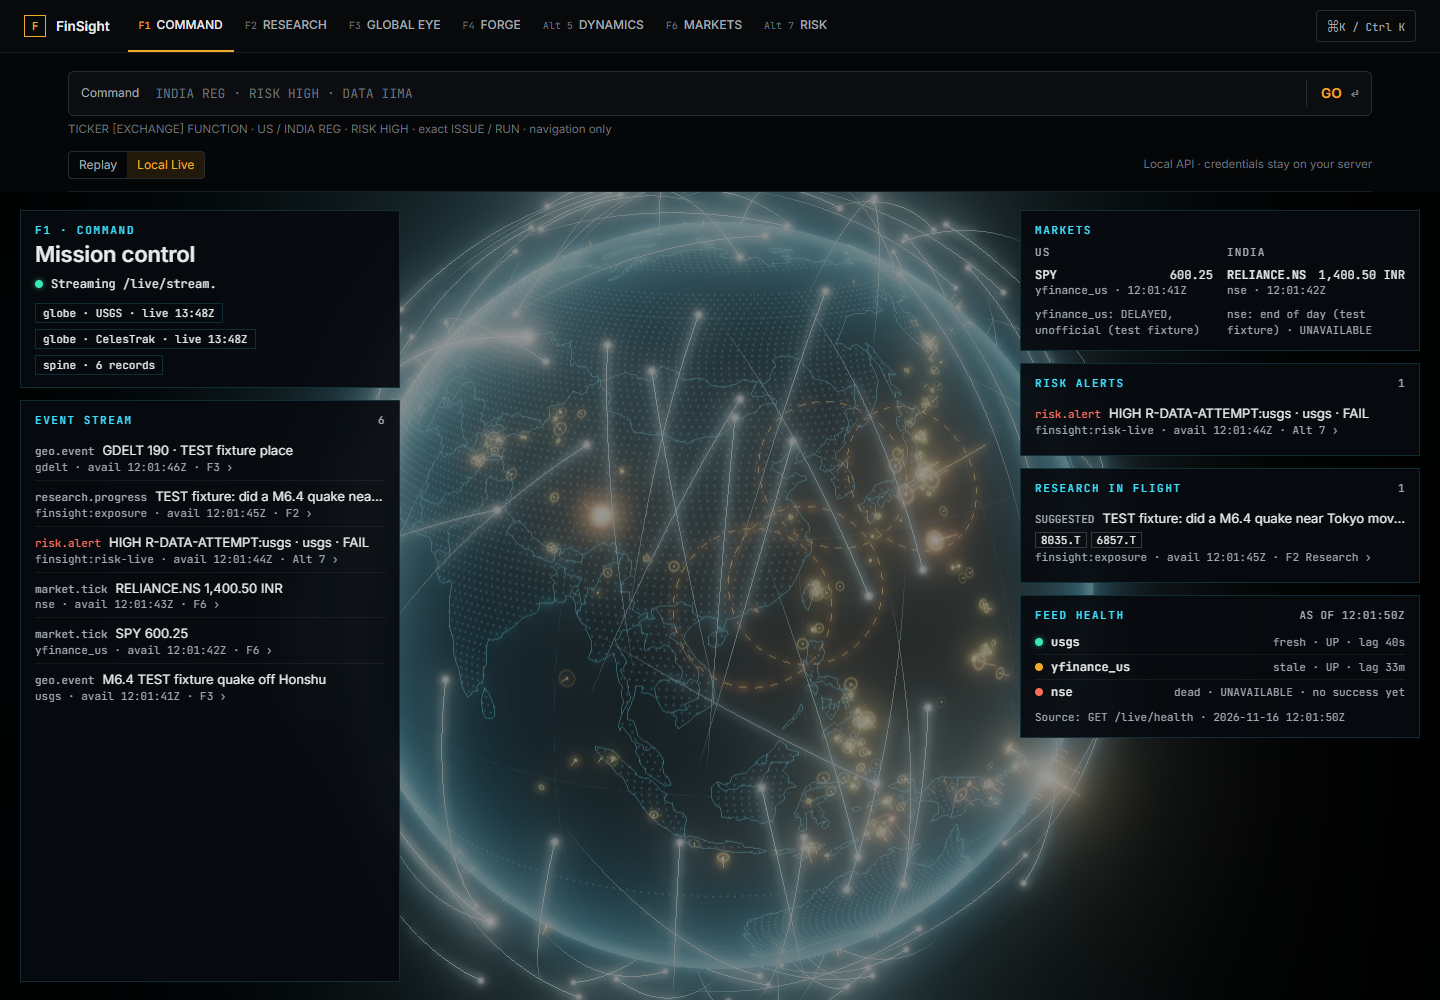 F FinSight F1 COMMAND F2 RESEARCH F3 GLOBAL EYE F4 FORGE Alt 5 DYNAMICS F6 MARKETS Alt 7 RISK ⌘K / Ctrl K
Command INDIA REG · RISK HIGH · DATA IIMA GO ↵
TICKER [EXCHANGE] FUNCTION · US / INDIA REG · RISK HIGH · exact ISSUE / RUN · navigation only
Replay Local Live Local API · credentials stay on your server
F1 · COMMAND
Mission control
Streaming /live/stream.
globe · USGS · live 13:48Z
globe · CelesTrak · live 13:48Z
spine · 6 records
EVENT STREAM 6
geo.event GDELT 190 · TEST fixture place
gdelt · avail 12:01:46Z · F3 ›
research.progress TEST fixture: did a M6.4 quake nea...
finsight:exposure · avail 12:01:45Z · F2 ›
risk.alert HIGH R-DATA-ATTEMPT:usgs · usgs · FAIL
finsight:risk-live · avail 12:01:44Z · Alt 7 ›
market.tick RELIANCE.NS 1,400.50 INR
nse · avail 12:01:43Z · F6 ›
market.tick SPY 600.25
yfinance_us · avail 12:01:42Z · F6 ›
geo.event M6.4 TEST fixture quake off Honshu
usgs · avail 12:01:41Z · F3 ›
MARKETS
US INDIA
SPY 600.25 RELIANCE.NS 1,400.50 INR
yfinance_us · 12:01:41Z nse · 12:01:42Z
yfinance_us: DELAYED, nse: end of day (test
unofficial (test fixture) fixture) · UNAVAILABLE
RISK ALERTS 1
risk.alert HIGH R-DATA-ATTEMPT:usgs · usgs · FAIL
finsight:risk-live · avail 12:01:44Z · Alt 7 ›
RESEARCH IN FLIGHT 1
SUGGESTED TEST fixture: did a M6.4 quake near Tokyo mov...
8035.T 6857.T
finsight:exposure · avail 12:01:45Z · F2 Research ›
FEED HEALTH AS OF 12:01:50Z
usgs fresh · UP · lag 40s
yfinance_us stale · UP · lag 33m
nse dead · UNAVAILABLE · no success yet
Source: GET /live/health · 2026-11-16 12:01:50Z